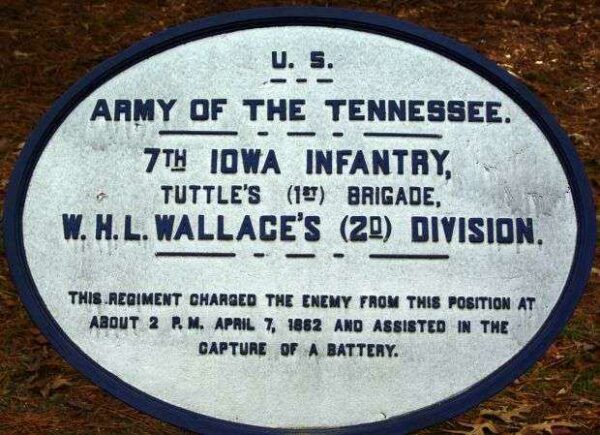 U. S.
ARMY OF THE TENNESSEE.
7TH IOWA INFANTRY,
TUTTLE'S (1ST) BRIGADE,
W. H. L. WALLACE'S (2D) DIVISION.
THIS REGIMENT CHARGED THE ENEMY FROM THIS POSITION AT
ABOUT 2 P. M. APRIL 7, 1862 AND ASSISTED IN THE
CAPTURE OF A BATTERY.